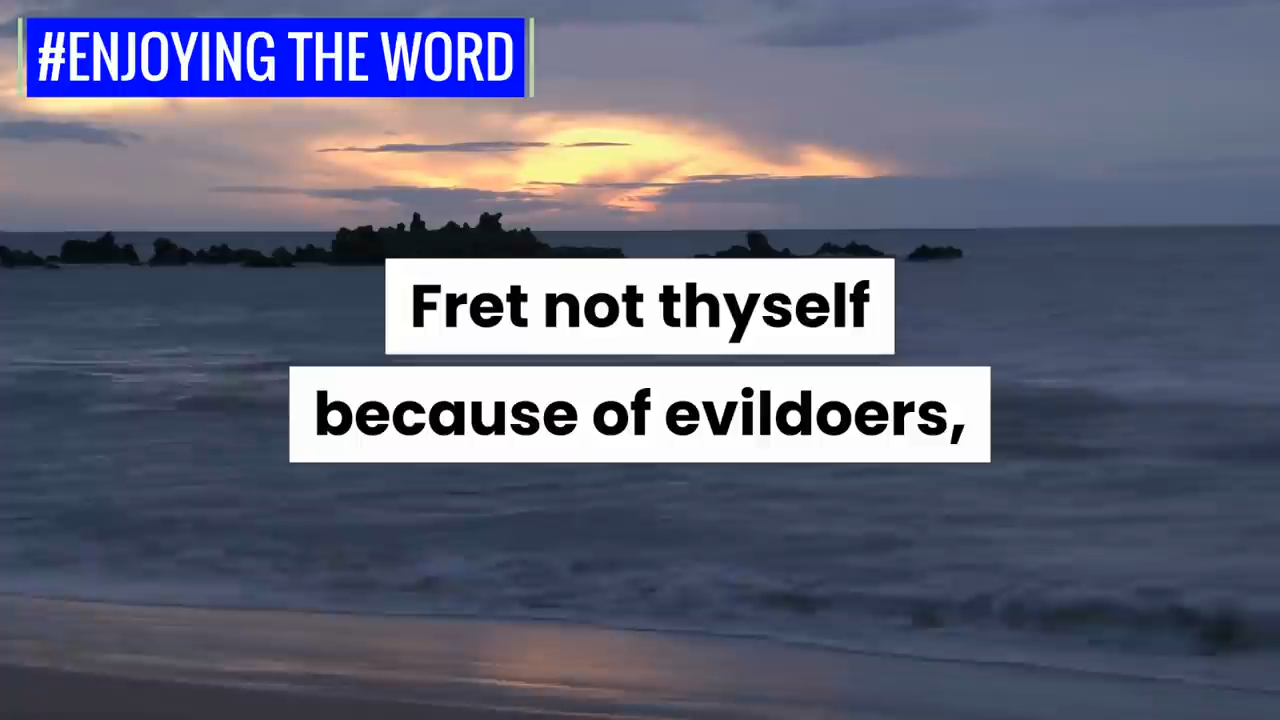 #ENJOYING THE WORD
Fret not thyself
because of evildoers,